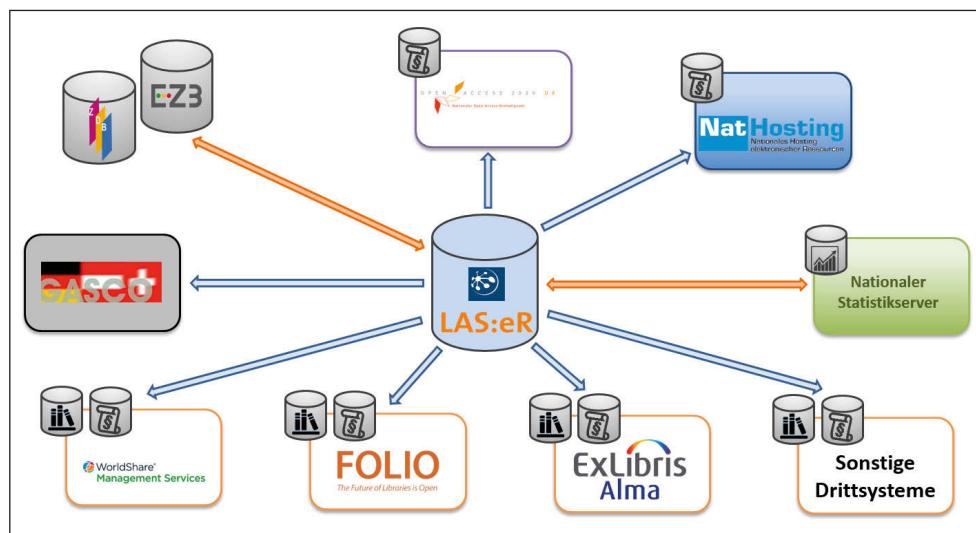 EZB
Z
D
B
§
OPEN ACCESS 2020 DE
Nationaler Open-Access-Kontaktpunkt
§
NatHosting
Nationales Hosting
elektronischer Ressourcen
GASCO
LAS:eR
Nationaler
Statistikserver
§
WorldShare®
Management Services
§
FOLIO
The Future of Libraries is Open
§
ExLibris
Alma
§
Sonstige
Drittsysteme